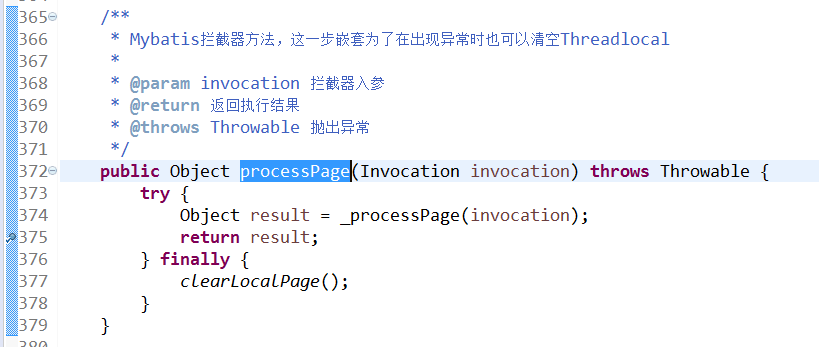 365 /**
366 * Mybatis拦截器方法，这一步嵌套为了在出现异常时也可以清空Threadlocal
367 *
368 * @param invocation 拦截器入参
369 * @return 返回执行结果
370 * @throws Throwable 抛出异常
371 */
372 public Object processPage(Invocation invocation) throws Throwable {
373 try {
374 Object result = _processPage(invocation);
375 return result;
376 } finally {
377 clearLocalPage();
378 }
379 }